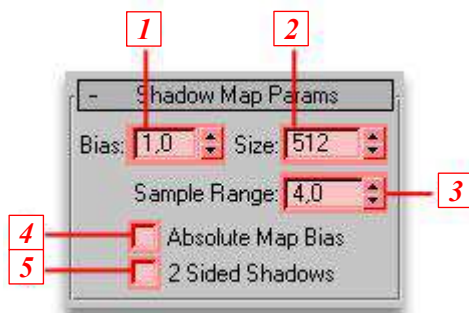 1 2
- Shadow Map Params
Bias: 1,0 Size: 512
Sample Range: 4,0 3
4 Absolute Map Bias
5 2 Sided Shadows